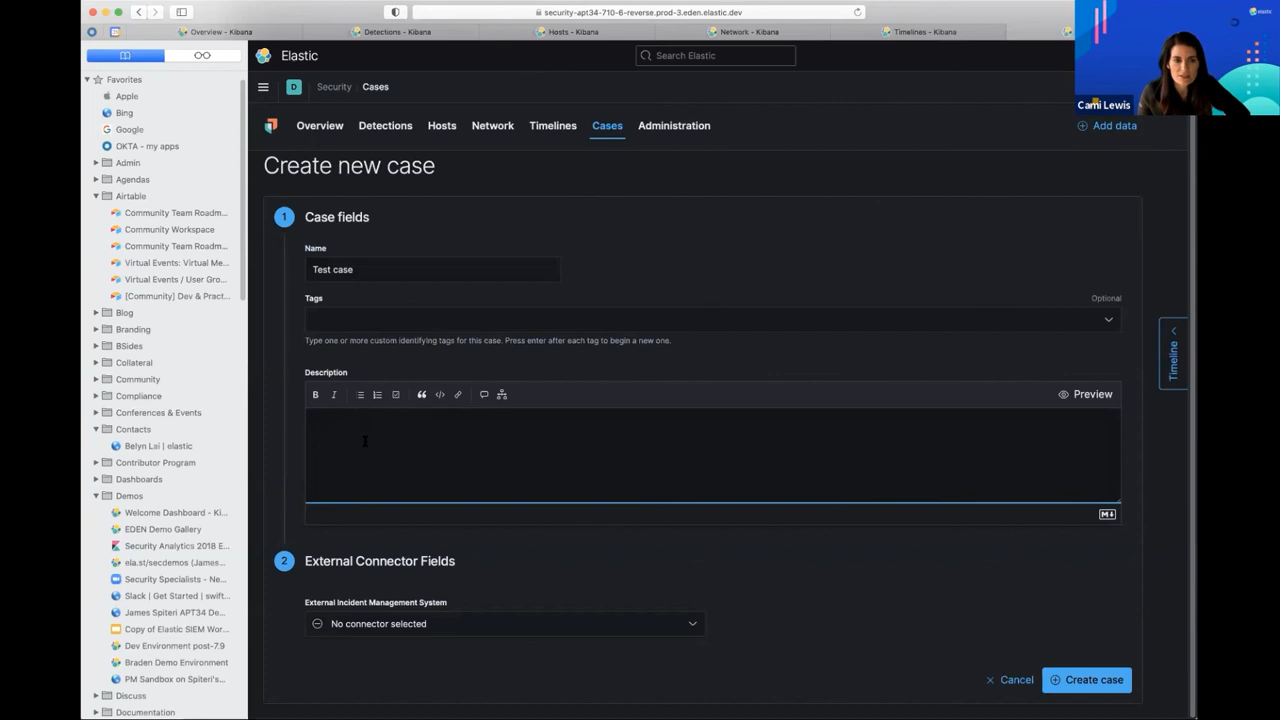 security-apt34-710-6-reverse.prod-3.eden.elastic.dev
Overview - Kibana
Detections - Kibana
Hosts - Kibana
Network - Kibana
Timelines - Kibana
elastic
Cami Lewis
Favorites
Apple
Bing
Google
OKTA - my apps
Admin
Agendas
Airtable
Community Team Roadm...
Community Workspace
Community Team Roadm...
Virtual Events: Virtual Me...
Virtual Events / User Gro...
[Community] Dev & Pract...
Blog
Branding
BSides
Collateral
Community
Compliance
Conferences & Events
Contacts
Belyn Lai | elastic
Contributor Program
Dashboards
Demos
Welcome Dashboard - Ki...
EDEN Demo Gallery
Security Analytics 2018 E...
ela.st/secdemos (James...
Security Specialists - Ne...
Slack | Get Started | swift...
James Spiteri APT34 De...
Copy of Elastic SIEM Wor...
Dev Environment post-7.9
Braden Demo Environment
PM Sandbox on Spiteri's...
Discuss
Documentation
Elastic
Search Elastic
D
Security
Cases
Overview
Detections
Hosts
Network
Timelines
Cases
Administration
Add data
Create new case
1
Case fields
Name
Test case
Tags
Optional
Type one or more custom identifying tags for this case. Press enter after each tag to begin a new one.
Description
B
I
Preview
M↓
2
External Connector Fields
External Incident Management System
No connector selected
Cancel
Create case
Timeline